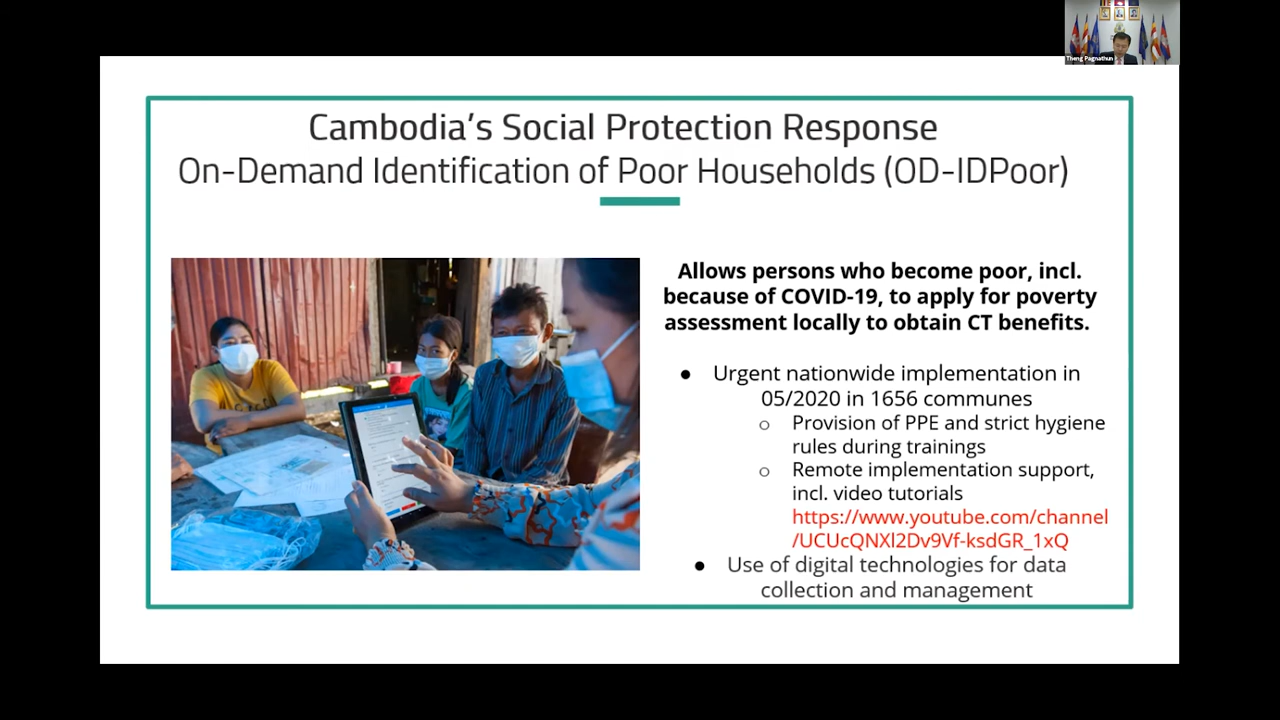 Theng Pagnathun
Cambodia's Social Protection Response
On-Demand Identification of Poor Households (OD-IDPoor)
Allows persons who become poor, incl.
because of COVID-19, to apply for poverty
assessment locally to obtain CT benefits.
● Urgent nationwide implementation in
05/2020 in 1656 communes
○ Provision of PPE and strict hygiene
rules during trainings
○ Remote implementation support,
incl. video tutorials
https://www.youtube.com/channel
/UCUcQNXl2Dv9Vf-ksdGR_1xQ
● Use of digital technologies for data
collection and management